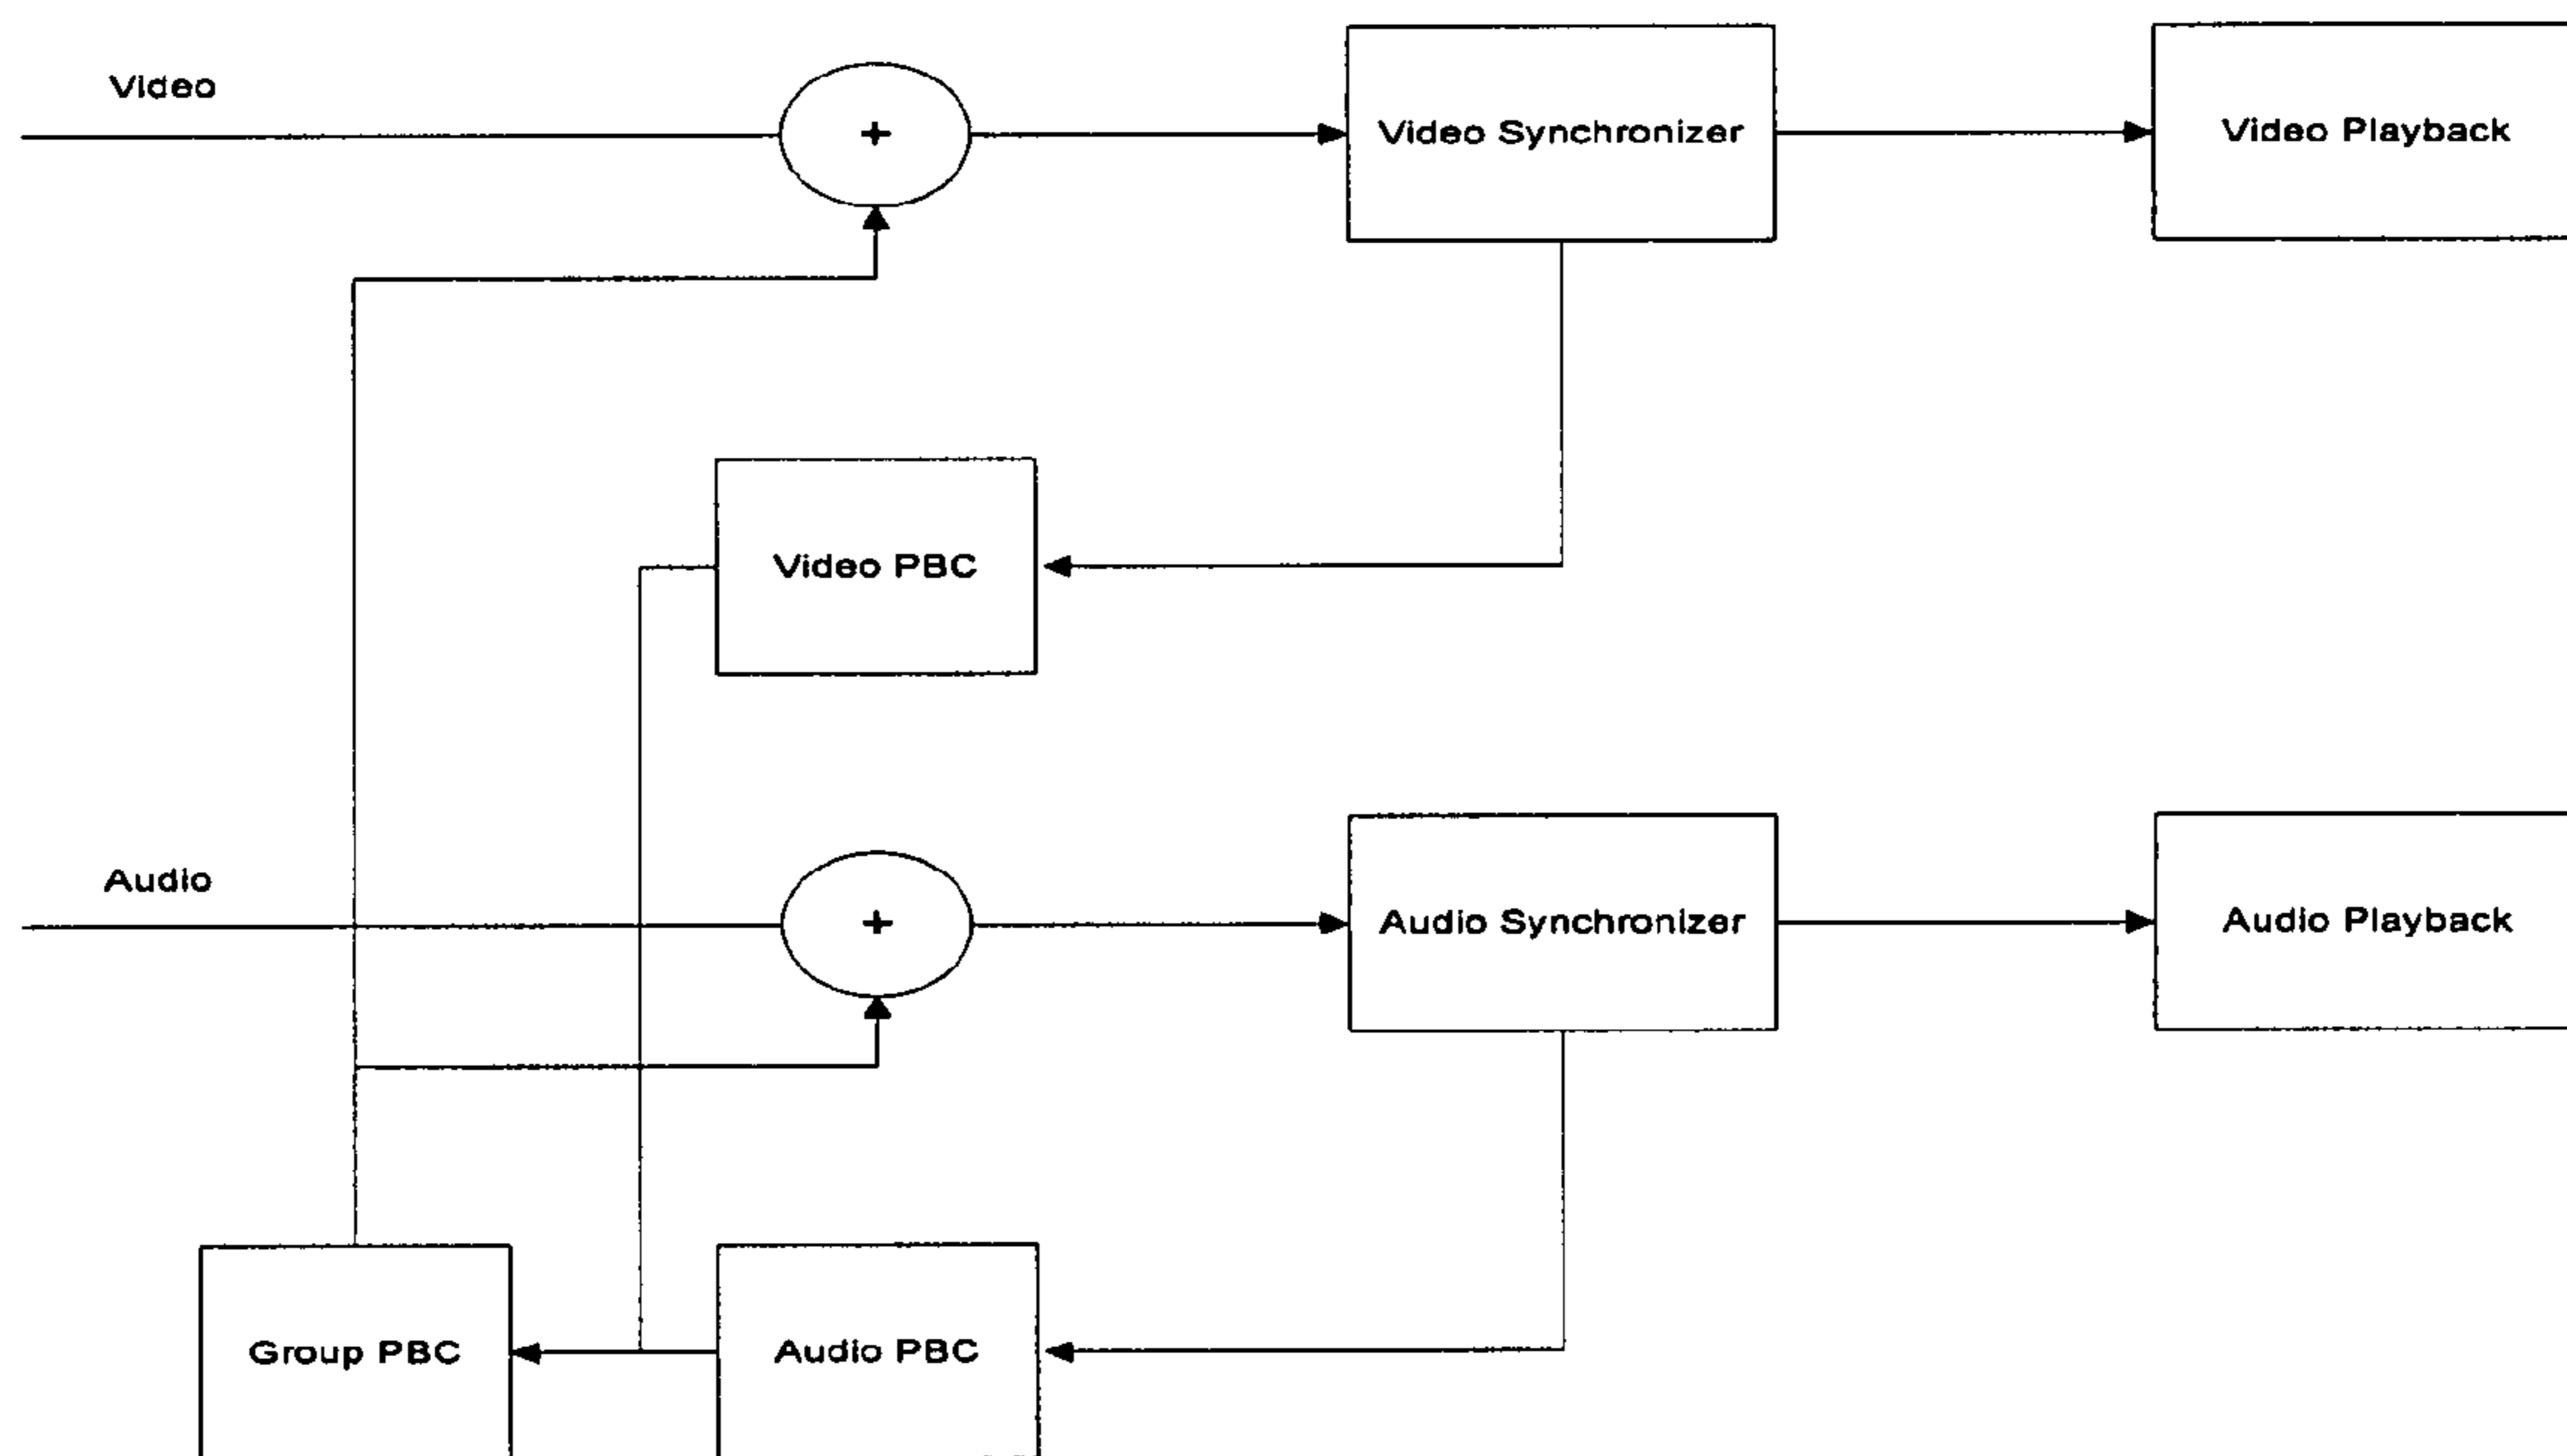 Video
+
Video Synchronizer
Video Playback
Video PBC
Audio
+
Audio Synchronizer
Audio Playback
Group PBC
Audio PBC